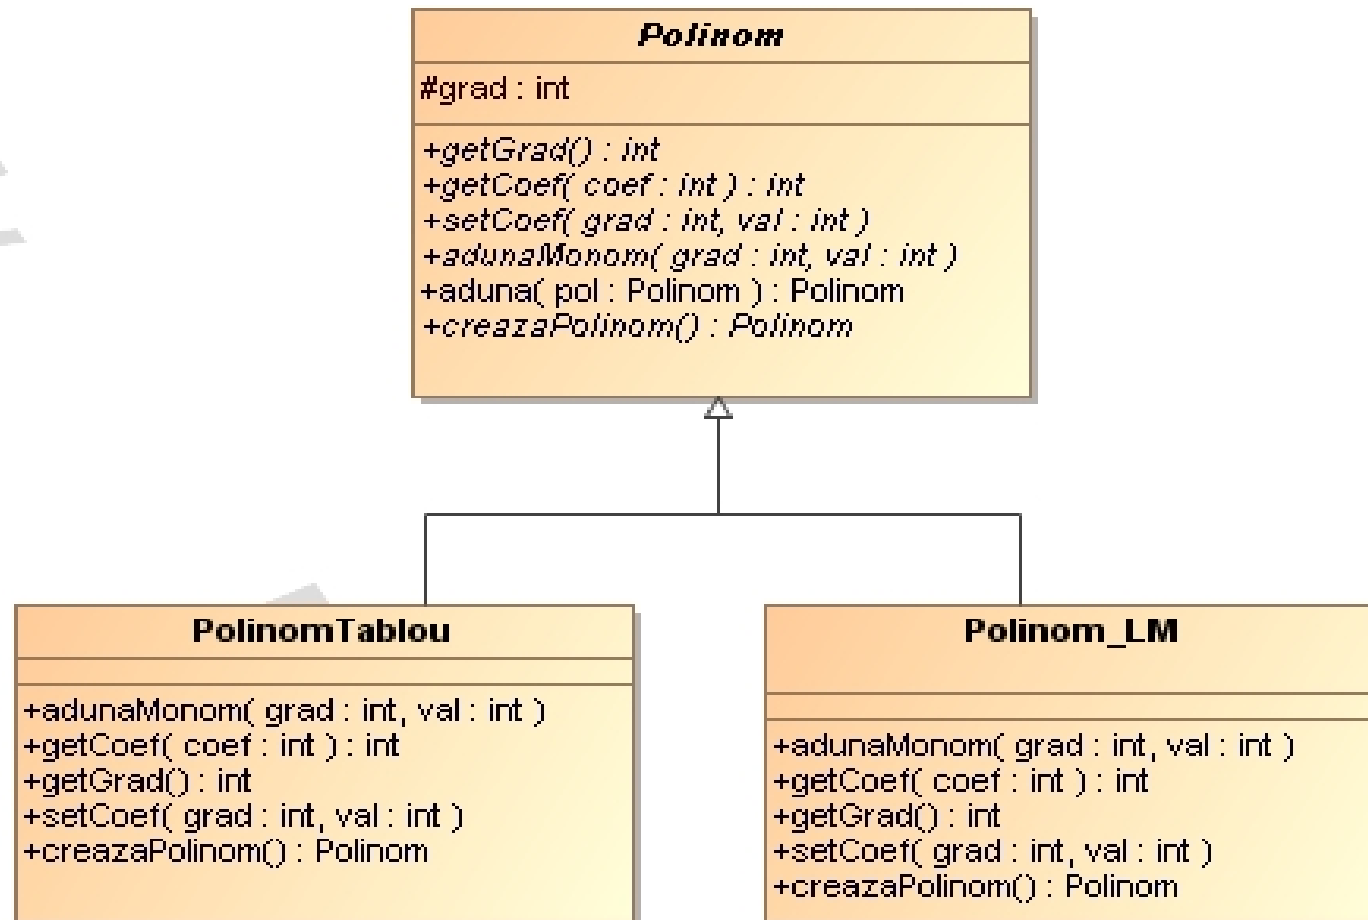 Polinom
#grad : int
+getGrad() : int
+getCoef( coef : int ) : int
+setCoef( grad : int, val : int )
+adunaMonom( grad : int, val : int )
+aduna( pol : Polinom ) : Polinom
+creazaPolinom() : Polinom
PolinomTablou
+adunaMonom( grad : int, val : int )
+getCoef( coef : int ) : int
+getGrad() : int
+setCoef( grad : int, val : int )
+creazaPolinom() : Polinom
Polinom_LM
+adunaMonom( grad : int, val : int )
+getCoef( coef : int ) : int
+getGrad() : int
+setCoef( grad : int, val : int )
+creazaPolinom() : Polinom